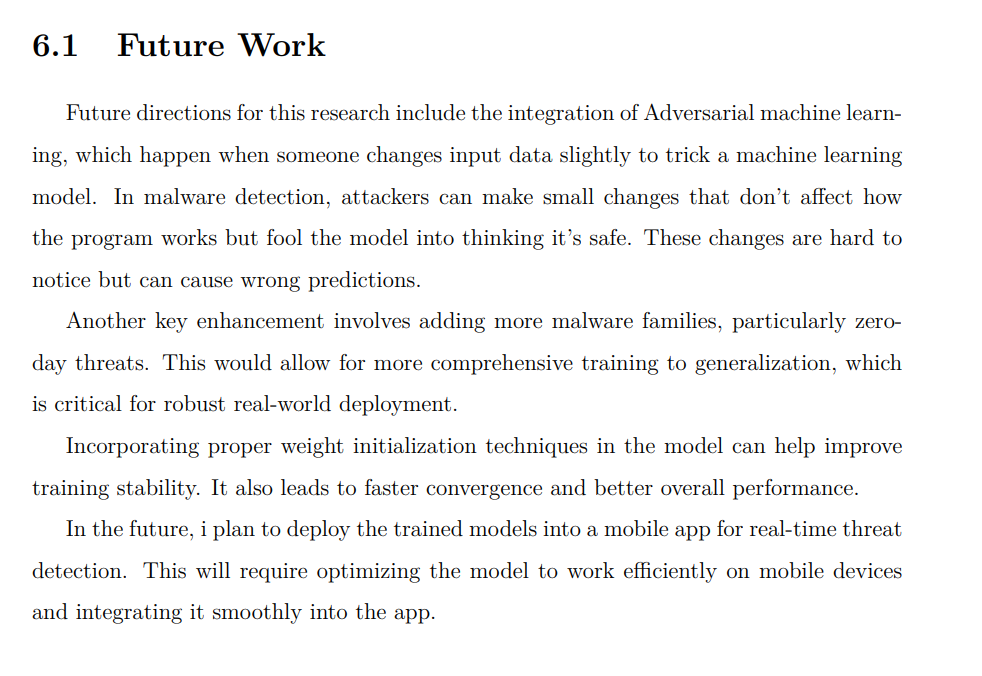 6.1 Future Work
Future directions for this research include the integration of Adversarial machine learn-
ing, which happen when someone changes input data slightly to trick a machine learning
model. In malware detection, attackers can make small changes that don't affect how
the program works but fool the model into thinking it's safe. These changes are hard to
notice but can cause wrong predictions.
Another key enhancement involves adding more malware families, particularly zero-
day threats. This would allow for more comprehensive training to generalization, which
is critical for robust real-world deployment.
Incorporating proper weight initialization techniques in the model can help improve
training stability. It also leads to faster convergence and better overall performance.
In the future, i plan to deploy the trained models into a mobile app for real-time threat
detection. This will require optimizing the model to work efficiently on mobile devices
and integrating it smoothly into the app.